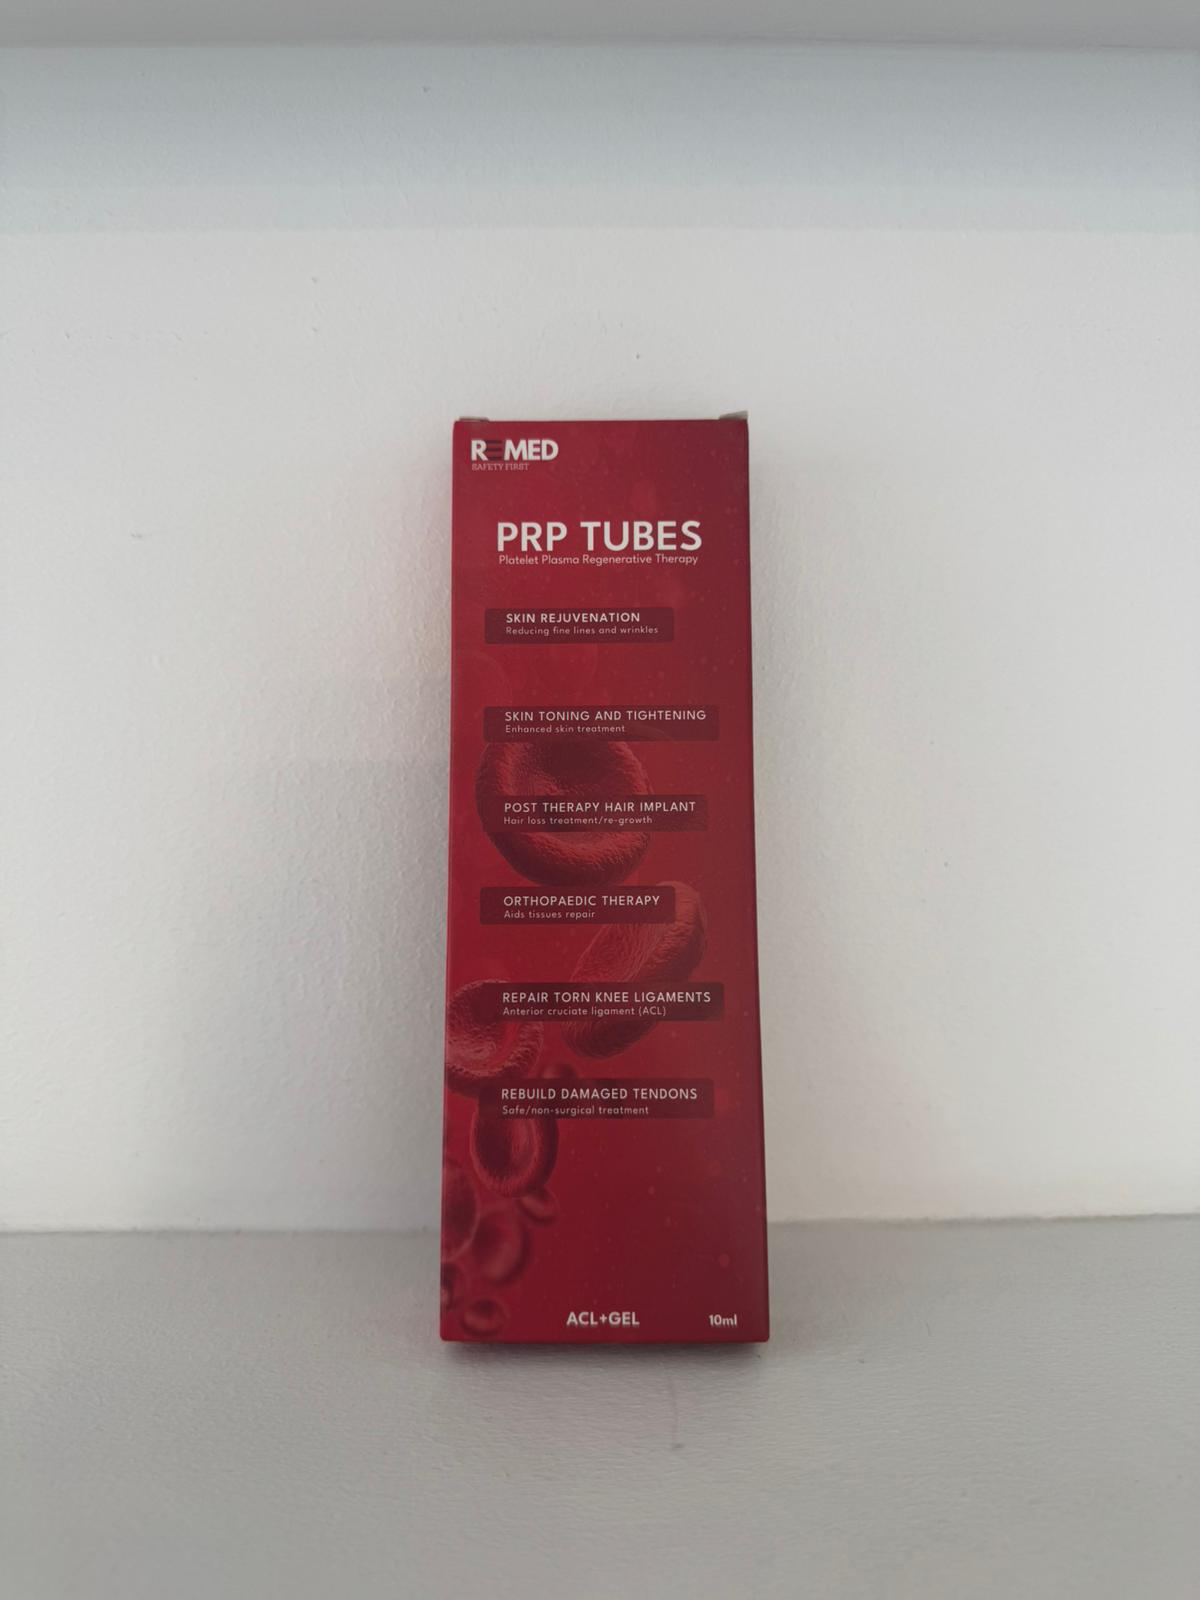 REMED
SAFETY FIRST
PRP TUBES
Platelet Plasma Regenerative Therapy
SKIN REJUVENATION
Reducing fine lines and wrinkles
SKIN TONING AND TIGHTENING
Enhanced skin treatment
POST THERAPY HAIR IMPLANT
Hair loss treatment/re-growth
ORTHOPAEDIC THERAPY
Aids tissues repair
REPAIR TORN KNEE LIGAMENTS
Anterior cruciate ligament (ACL)
REBUILD DAMAGED TENDONS
Safe/non-surgical treatment
ACL+GEL 10ml